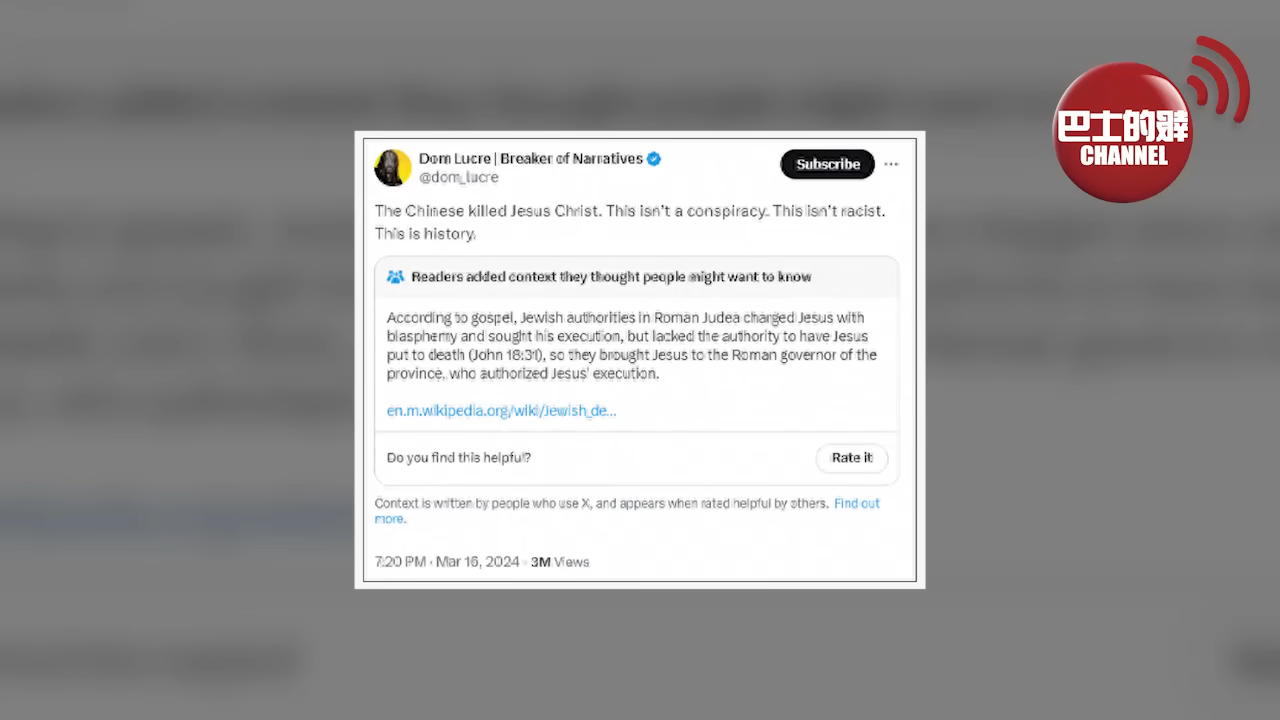 Dom Lucre | Breaker of Narratives
@dom_lucre
Subscribe
The Chinese killed Jesus Christ. This isn't a conspiracy. This isn't racist.
This is history.
Readers added context they thought people might want to know
According to gospel, Jewish authorities in Roman Judea charged Jesus with
blasphemy and sought his execution, but lacked the authority to have Jesus
put to death (John 18:31), so they brought Jesus to the Roman governor of the
province, who authorized Jesus' execution.
en.m.wikipedia.org/wiki/Jewish_de...
Do you find this helpful?
Rate it
Context is written by people who use X, and appears when rated helpful by others. Find out
more.
7:20 PM · Mar 16, 2024 · 3M Views
巴士的報
CHANNEL